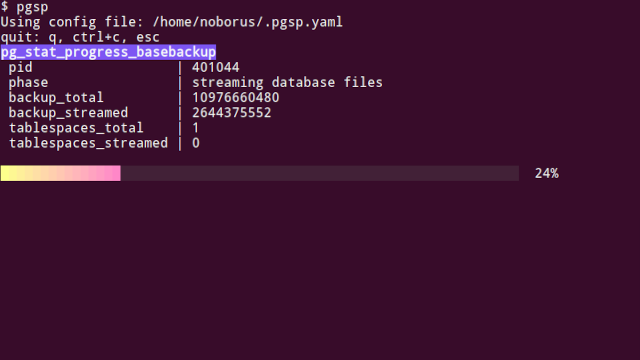 $ pgsp
Using config file: /home/noborus/.pgsp.yaml
quit: q, ctrl+c, esc
pg_stat_progress_basebackup
pid | 401044
phase | streaming database files
backup_total | 10976660480
backup_streamed | 2644375552
tablespaces_total | 1
tablespaces_streamed | 0
24%